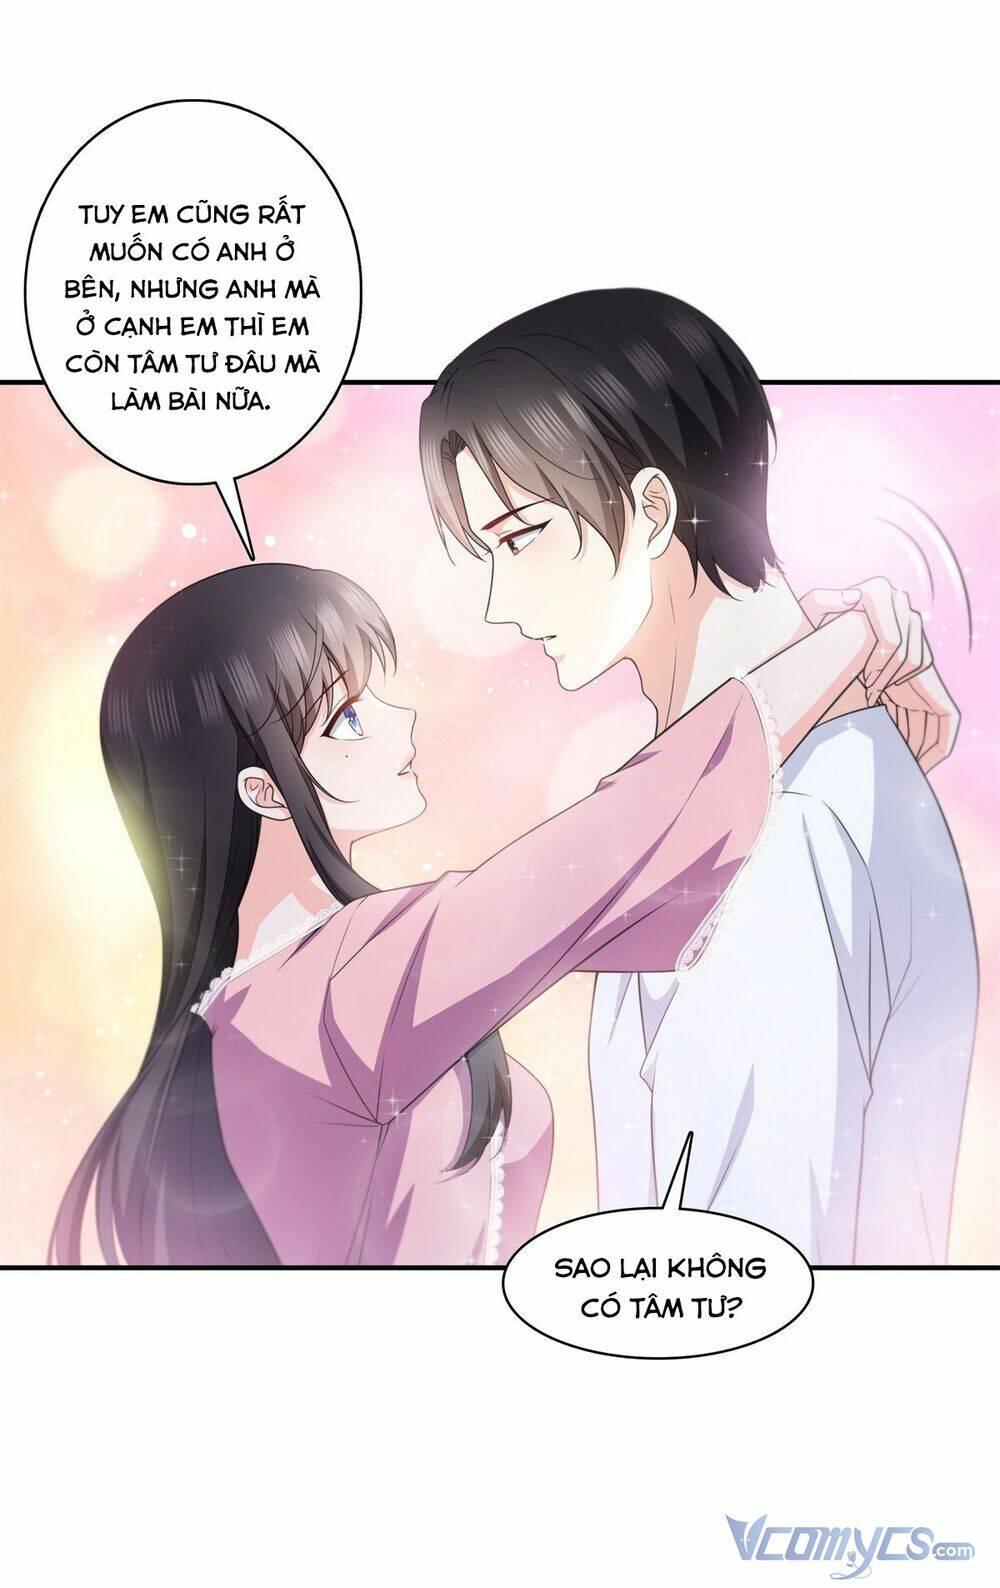 TUY EM CŨNG RẤT
MUỐN CÓ ANH Ở
BÊN, NHƯNG ANH MÀ
Ở CẠNH EM THÌ EM
CÒN TÂM TƯ ĐÂU MÀ
LÀM BÀI NỮA.
SAO LẠI KHÔNG
CÓ TÂM TƯ?
VCOMYCS.com